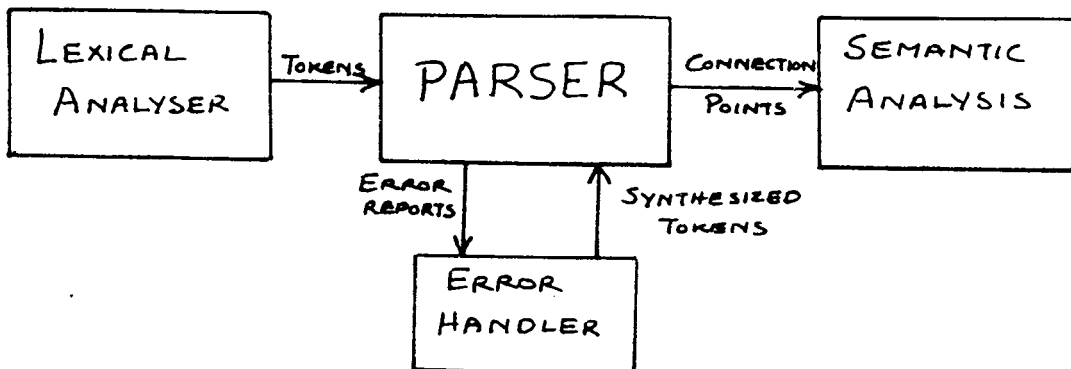 LEXICAL
ANALYSER
TOKENS
PARSER
CONNECTION
POINTS
SEMANTIC
ANALYSIS
ERROR
REPORTS
SYNTHESIZED
TOKENS
ERROR
HANDLER